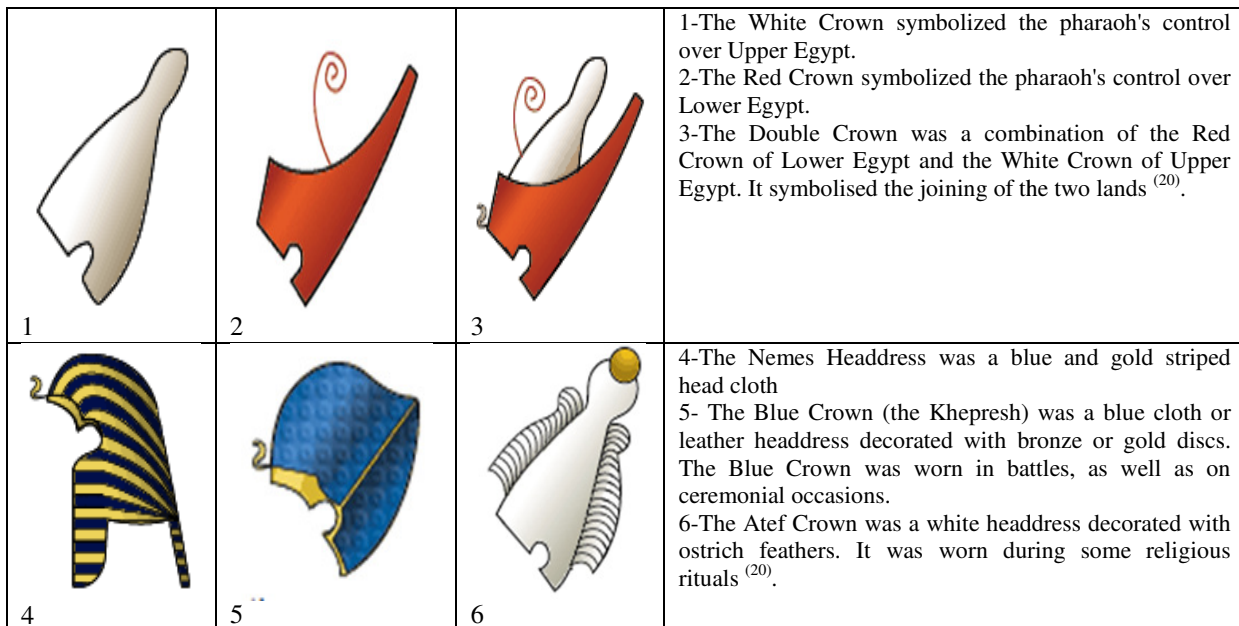 1
2
3
1-The White Crown symbolized the pharaoh's control
over Upper Egypt.
2-The Red Crown symbolized the pharaoh's control over
Lower Egypt.
3-The Double Crown was a combination of the Red
Crown of Lower Egypt and the White Crown of Upper
Egypt. It symbolised the joining of the two lands (20).
4
5
6
4-The Nemes Headdress was a blue and gold striped
head cloth
5- The Blue Crown (the Khepresh) was a blue cloth or
leather headdress decorated with bronze or gold discs.
The Blue Crown was worn in battles, as well as on
ceremonial occasions.
6-The Atef Crown was a white headdress decorated with
ostrich feathers. It was worn during some religious
rituals (20).